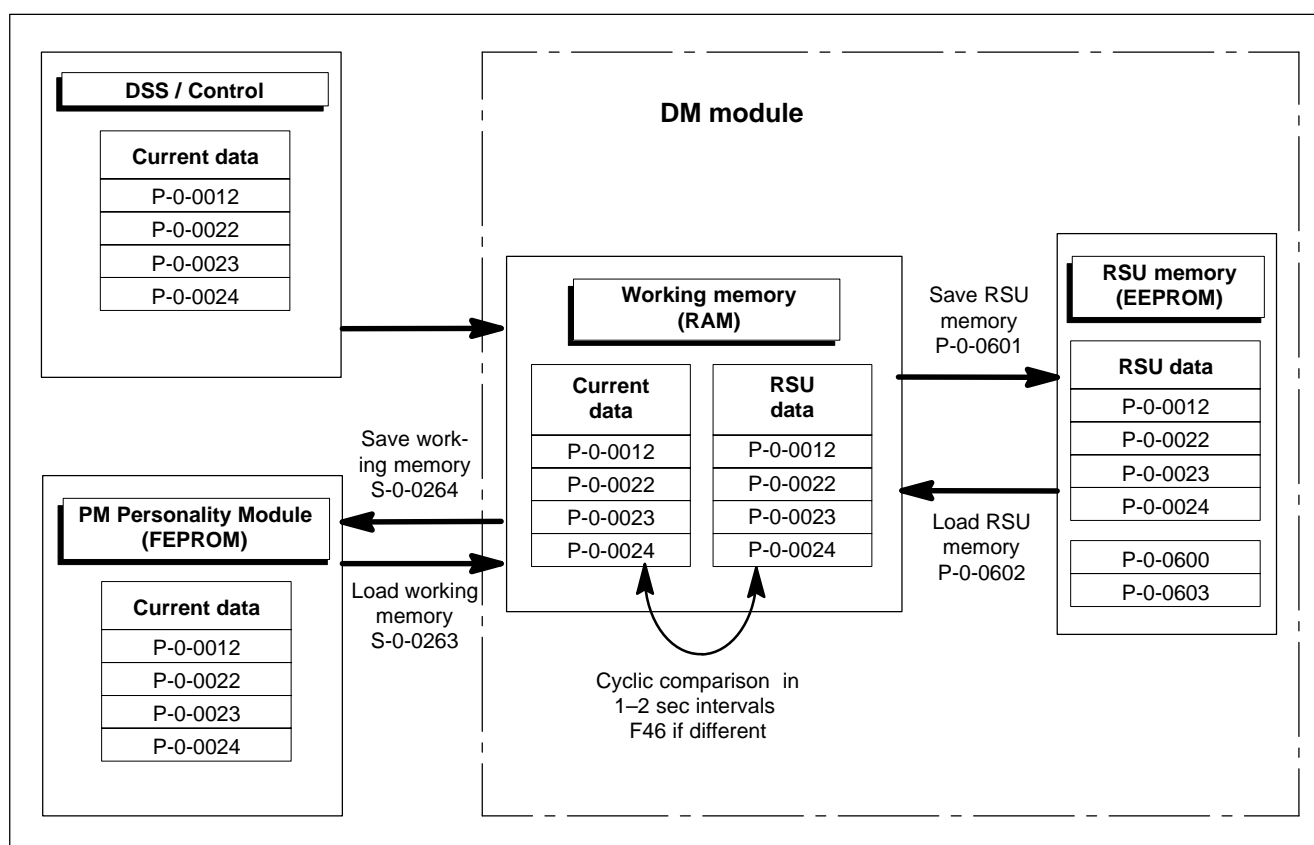 DSS / Control
Current data
P-0-0012
P-0-0022
P-0-0023
P-0-0024
DM module
Working memory
(RAM)
Current
data
P-0-0012
P-0-0022
P-0-0023
P-0-0024
RSU
data
P-0-0012
P-0-0022
P-0-0023
P-0-0024
Save RSU
memory
P-0-0601
Load RSU
memory
P-0-0602
RSU memory
(EEPROM)
RSU data
P-0-0012
P-0-0022
P-0-0023
P-0-0024
P-0-0600
P-0-0603
Save work-
ing memory
S-0-0264
Load working
memory
S-0-0263
PM Personality Module
(FEPROM)
Current data
P-0-0012
P-0-0022
P-0-0023
P-0-0024
Cyclic comparison in
1–2 sec intervals
F46 if different